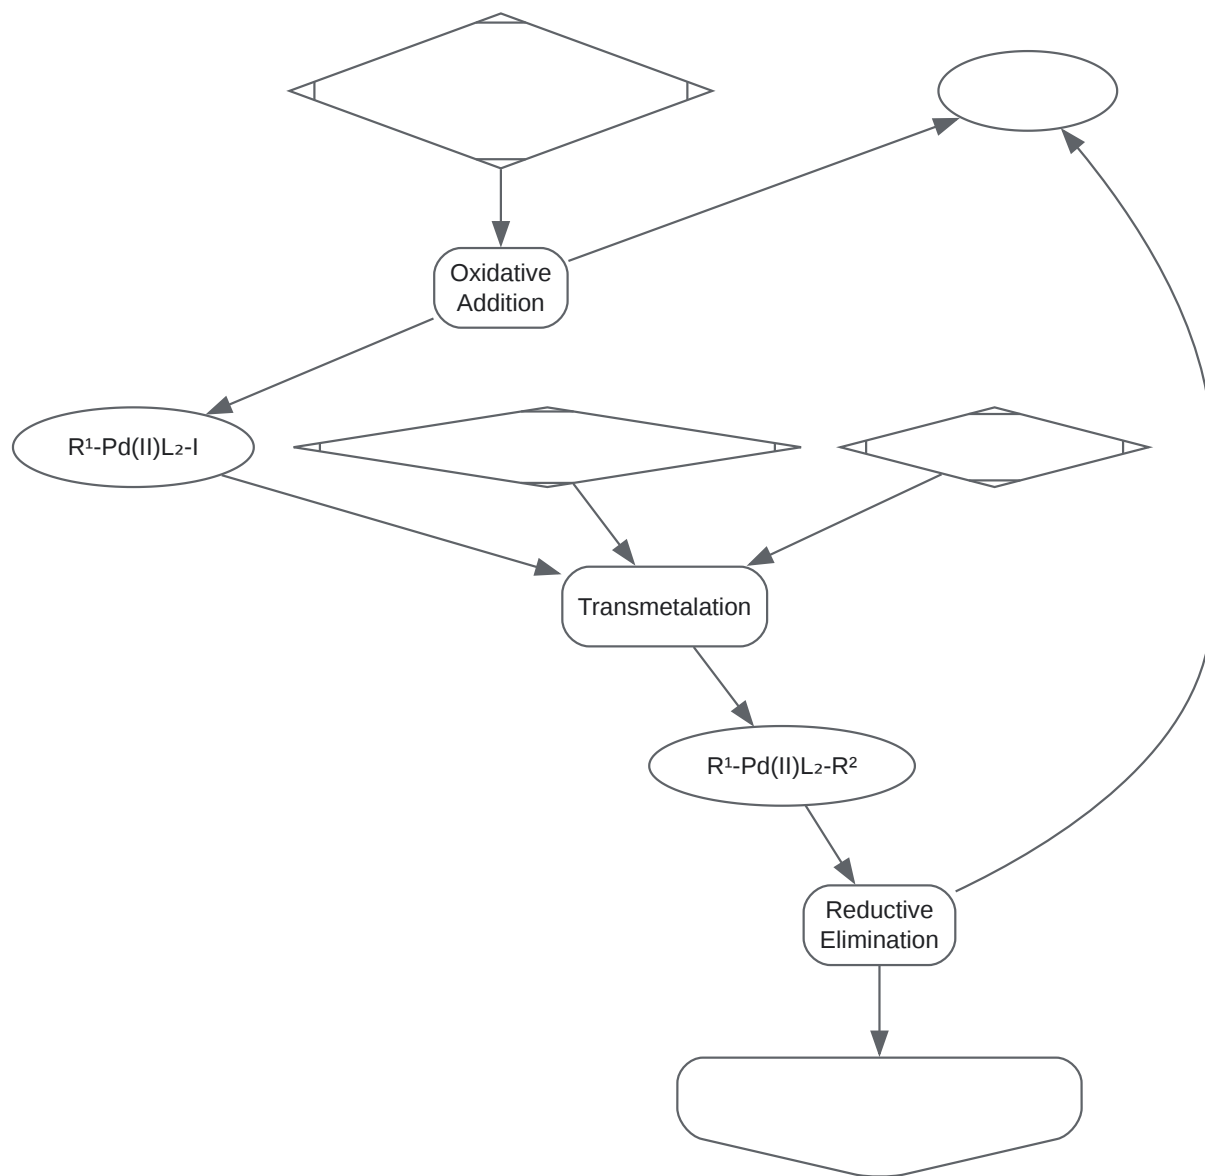 Oxidative
Addition
R¹-Pd(II)L₂-I
Transmetalation
R¹-Pd(II)L₂-R²
Reductive
Elimination